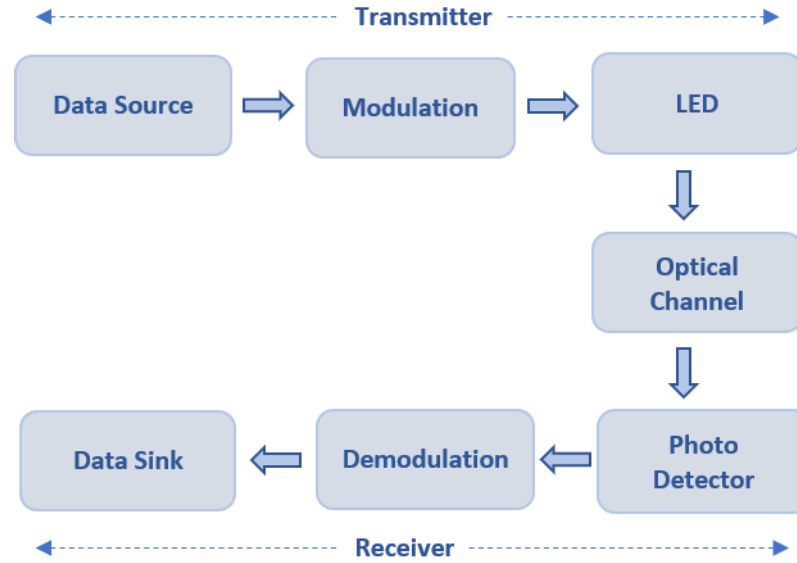 Transmitter
Data Source
Modulation
LED
Optical
Channel
Photo
Detector
Demodulation
Data Sink
Receiver